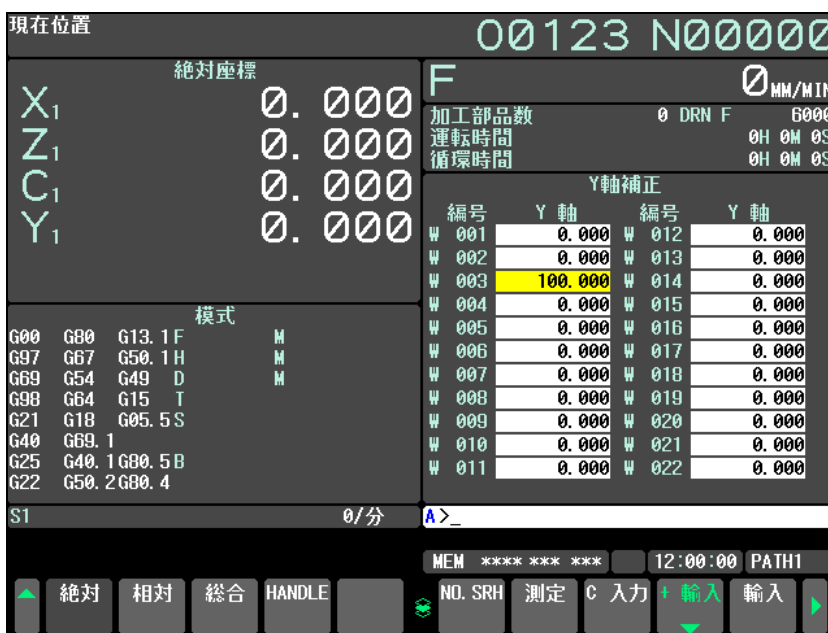 現在位置
O0123 N00000
絶対座標
X1 0.000
Z1 0.000
C1 0.000
Y1 0.000
F 0 MM/MIN
加工部品数 0 DRN F 6000
運転時間 0H 0M 0S
循環時間 0H 0M 0S
Y軸補正
編号 Y 軸 編号 Y 軸
W 001 0.000 W 012 0.000
W 002 0.000 W 013 0.000
W 003 100.000 W 014 0.000
W 004 0.000 W 015 0.000
W 005 0.000 W 016 0.000
W 006 0.000 W 017 0.000
W 007 0.000 W 018 0.000
W 008 0.000 W 019 0.000
W 009 0.000 W 020 0.000
W 010 0.000 W 021 0.000
W 011 0.000 W 022 0.000
模式
G00 G80 G13.1 F M
G97 G67 G50.1 H M
G69 G54 G49 D M
G98 G64 G15 T
G21 G18 G05.5 S
G40 G69.1
G25 G40.1 G80.5 B
G22 G50.2 G80.4
S1 0/分
A>_
MEM **** *** *** 12:00:00 PATH1
絶対 相対 総合 HANDLE NO.SRH 測定 C 入力 + 輸入 輸入